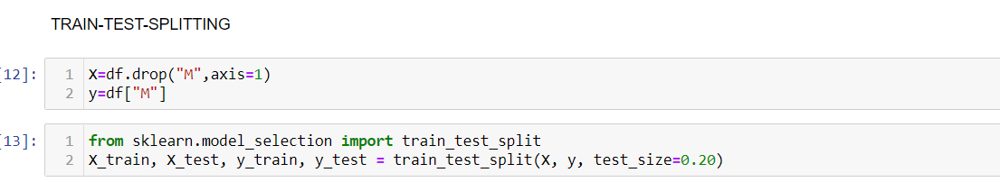 TRAIN-TEST-SPLITTING
[12]:
1 X=df.drop("M",axis=1)
2 y=df["M"]
[13]:
1 from sklearn.model_selection import train_test_split
2 X_train, X_test, y_train, y_test = train_test_split(X, y, test_size=0.20)